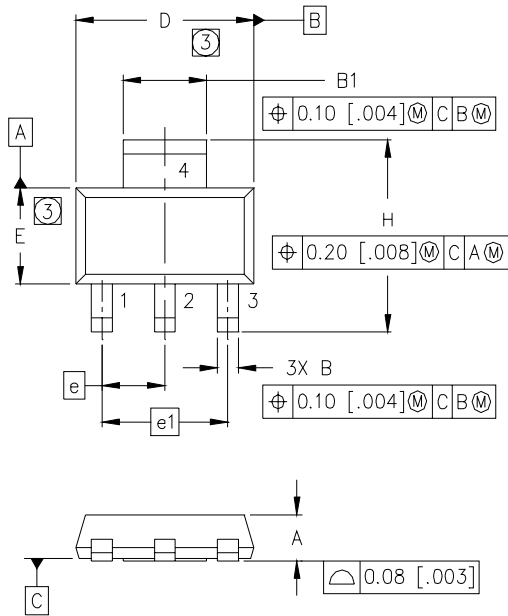 D
B
3
B1
⌖ 0.10 [.004] Ⓜ C B Ⓜ
A
4
3
E
H
⌖ 0.20 [.008] Ⓜ C A Ⓜ
1 2 3
3X B
e
⌖ 0.10 [.004] Ⓜ C B Ⓜ
e1
A
C
⌓ 0.08 [.003]